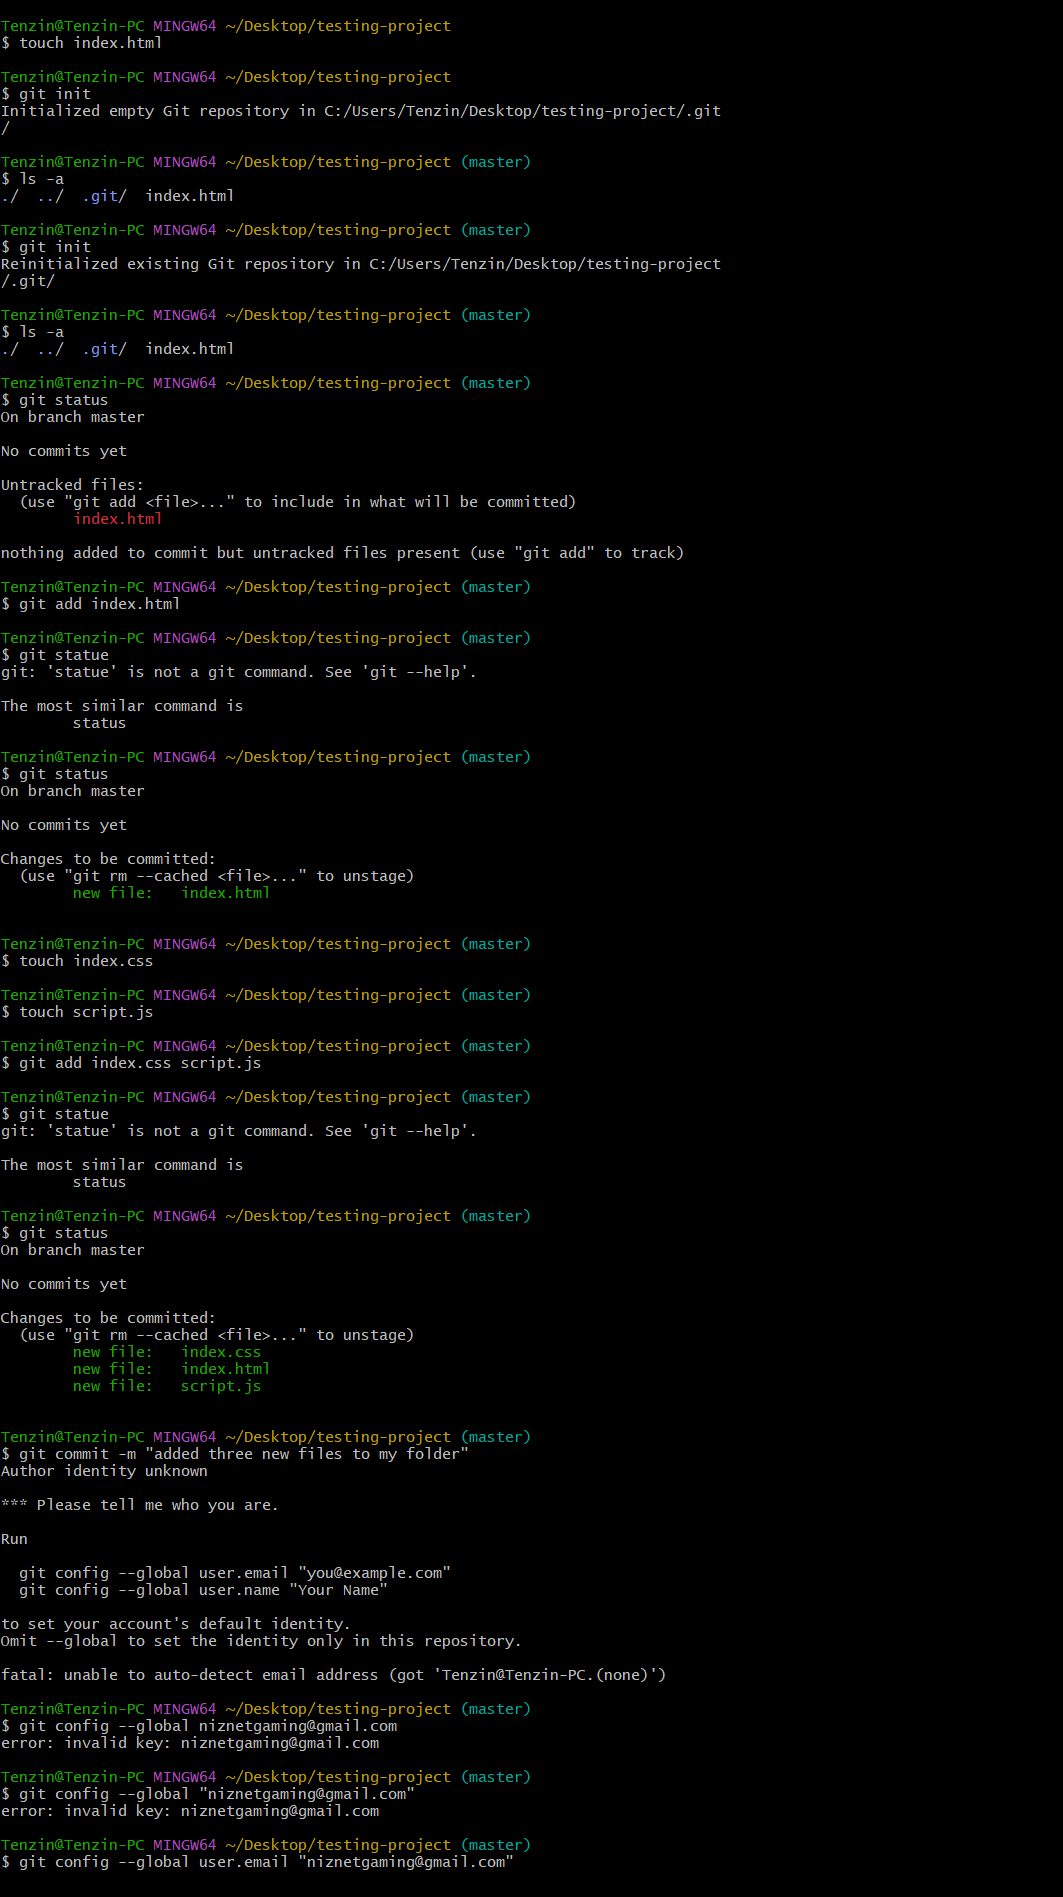 Tenzin@Tenzin-PC MINGW64 ~/Desktop/testing-project
$ touch index.html
Tenzin@Tenzin-PC MINGW64 ~/Desktop/testing-project
$ git init
Initialized empty Git repository in C:/Users/Tenzin/Desktop/testing-project/.git
/
Tenzin@Tenzin-PC MINGW64 ~/Desktop/testing-project (master)
$ ls -a
./  ../  .git/  index.html
Tenzin@Tenzin-PC MINGW64 ~/Desktop/testing-project (master)
$ git init
Reinitialized existing Git repository in C:/Users/Tenzin/Desktop/testing-project
/.git/
Tenzin@Tenzin-PC MINGW64 ~/Desktop/testing-project (master)
$ ls -a
./  ../  .git/  index.html
Tenzin@Tenzin-PC MINGW64 ~/Desktop/testing-project (master)
$ git status
On branch master
No commits yet
Untracked files:
  (use "git add <file>..." to include in what will be committed)
        index.html
nothing added to commit but untracked files present (use "git add" to track)
Tenzin@Tenzin-PC MINGW64 ~/Desktop/testing-project (master)
$ git add index.html
Tenzin@Tenzin-PC MINGW64 ~/Desktop/testing-project (master)
$ git statue
git: 'statue' is not a git command. See 'git --help'.
The most similar command is
        status
Tenzin@Tenzin-PC MINGW64 ~/Desktop/testing-project (master)
$ git status
On branch master
No commits yet
Changes to be committed:
  (use "git rm --cached <file>..." to unstage)
        new file:   index.html
Tenzin@Tenzin-PC MINGW64 ~/Desktop/testing-project (master)
$ touch index.css
Tenzin@Tenzin-PC MINGW64 ~/Desktop/testing-project (master)
$ touch script.js
Tenzin@Tenzin-PC MINGW64 ~/Desktop/testing-project (master)
$ git add index.css script.js
Tenzin@Tenzin-PC MINGW64 ~/Desktop/testing-project (master)
$ git statue
git: 'statue' is not a git command. See 'git --help'.
The most similar command is
        status
Tenzin@Tenzin-PC MINGW64 ~/Desktop/testing-project (master)
$ git status
On branch master
No commits yet
Changes to be committed:
  (use "git rm --cached <file>..." to unstage)
        new file:   index.css
        new file:   index.html
        new file:   script.js
Tenzin@Tenzin-PC MINGW64 ~/Desktop/testing-project (master)
$ git commit -m "added three new files to my folder"
Author identity unknown
*** Please tell me who you are.
Run
  git config --global user.email "you@example.com"
  git config --global user.name "Your Name"
to set your account's default identity.
Omit --global to set the identity only in this repository.
fatal: unable to auto-detect email address (got 'Tenzin@Tenzin-PC.(none)')
Tenzin@Tenzin-PC MINGW64 ~/Desktop/testing-project (master)
$ git config --global niznetgaming@gmail.com
error: invalid key: niznetgaming@gmail.com
Tenzin@Tenzin-PC MINGW64 ~/Desktop/testing-project (master)
$ git config --global "niznetgaming@gmail.com"
error: invalid key: niznetgaming@gmail.com
Tenzin@Tenzin-PC MINGW64 ~/Desktop/testing-project (master)
$ git config --global user.email "niznetgaming@gmail.com"